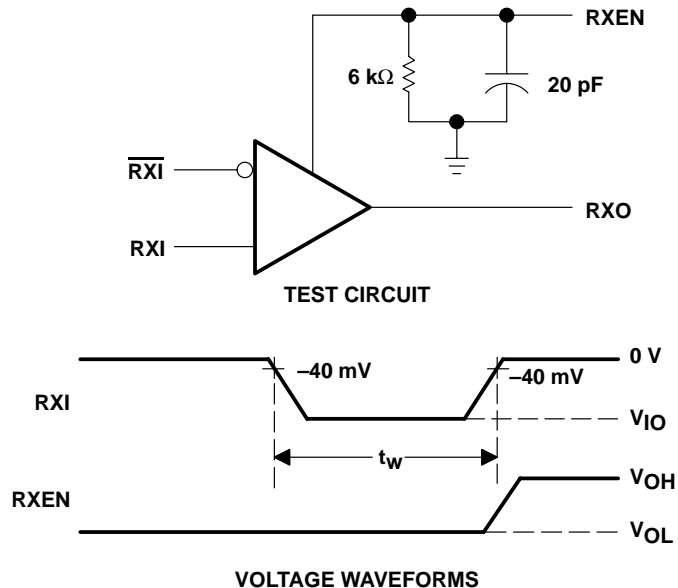 RXEN
6 kΩ
20 pF
R̅X̅I̅
RXI
RXO
TEST CIRCUIT
0 V
–40 mV
–40 mV
RXI
VIO
tw
VOH
RXEN
VOL
VOLTAGE WAVEFORMS